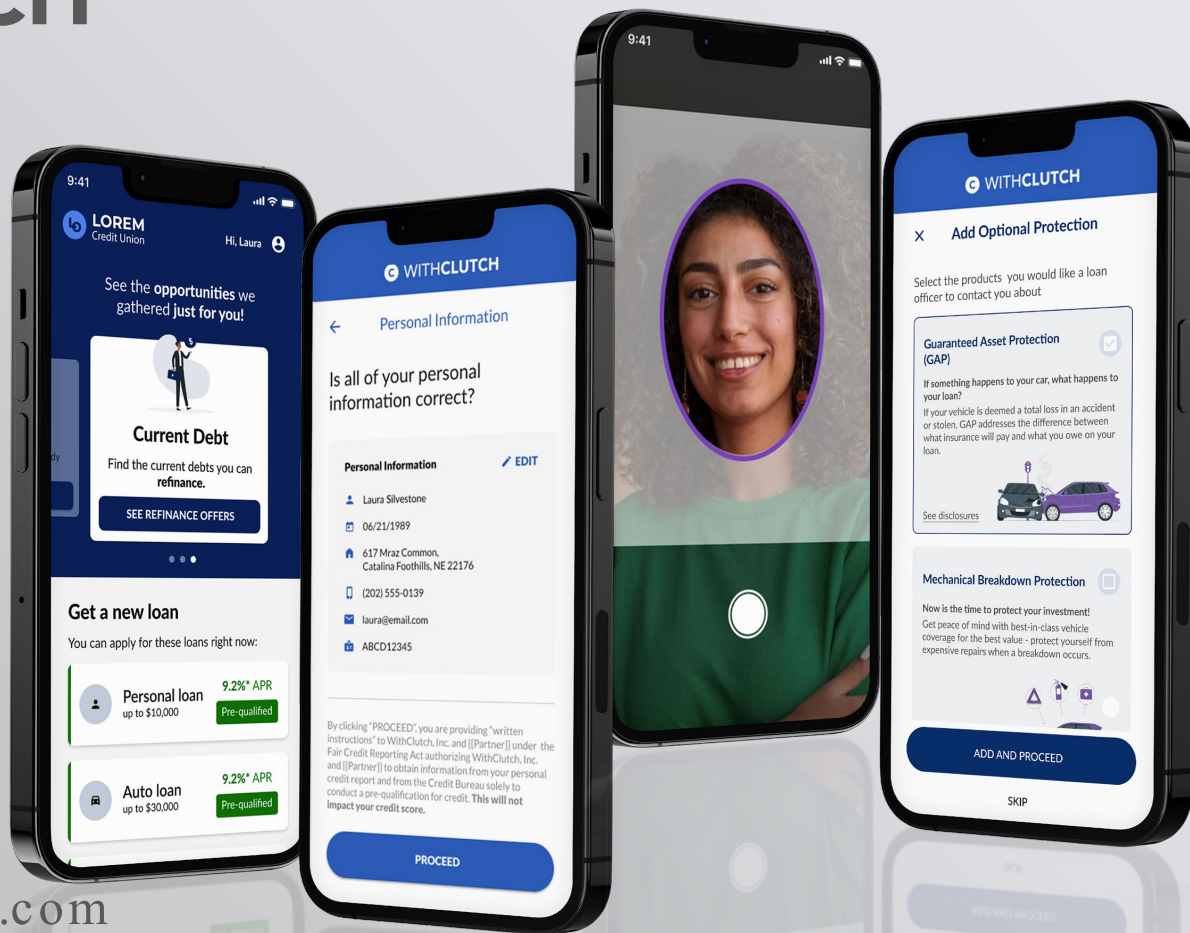 9:41
LOREM
Credit Union
Hi, Laura
See the opportunities we
gathered just for you!
Current Debt
Find the current debts you can
refinance.
SEE REFINANCE OFFERS
dy
Get a new loan
You can apply for these loans right now:
Personal loan
up to $10,000
9.2%* APR
Pre-qualified
Auto loan
up to $30,000
9.2%* APR
Pre-qualified
C WITHCLUTCH
Personal Information
Is all of your personal
information correct?
Personal Information
EDIT
Laura Silvestone
06/21/1989
617 Mraz Common,
Catalina Foothills, NE 22176
(202) 555-0139
laura@email.com
ABCD12345
By clicking "PROCEED", you are providing "written
instructions" to WithClutch, Inc. and [[Partner]] under the
Fair Credit Reporting Act authorizing WithClutch, Inc.
and [[Partner]] to obtain information from your personal
credit report and from the Credit Bureau solely to
conduct a pre-qualification for credit. This will not
impact your credit score.
PROCEED
9:41
C WITHCLUTCH
Add Optional Protection
Select the products you would like a loan
officer to contact you about
Guaranteed Asset Protection
(GAP)
If something happens to your car, what happens to
your loan?
If your vehicle is deemed a total loss in an accident
or stolen, GAP addresses the difference between
what insurance will pay and what you owe on your
loan.
See disclosures
Mechanical Breakdown Protection
Now is the time to protect your investment!
Get peace of mind with best-in-class vehicle
coverage for the best value - protect yourself from
expensive repairs when a breakdown occurs.
ADD AND PROCEED
SKIP
.com